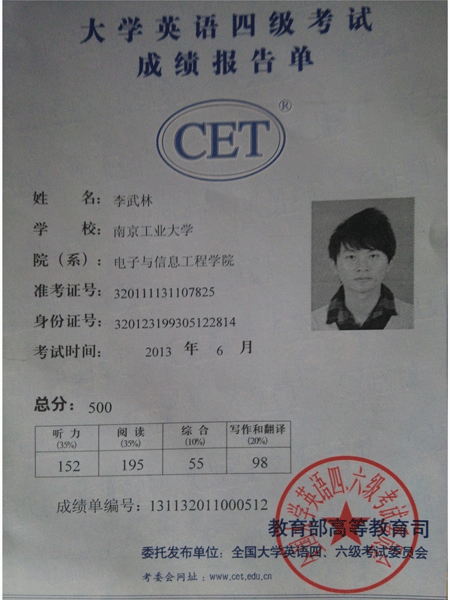 大学英语四级考试
成绩报告单
CET®
姓 名: 李武林
学 校: 南京工业大学
院（系）: 电子与信息工程学院
准考证号: 320111131107825
身份证号: 320123199305122814
考试时间: 2013 年 6 月
总分: 500
听力 (35%) 阅读 (35%) 综合 (10%) 写作和翻译 (20%)
152 195 55 98
成绩单编号: 131132011000512
全国大学英语四、六级考试委员会
教育部高等教育司
委托发布单位: 全国大学英语四、六级考试委员会
考委会网址: www.cet.edu.cn